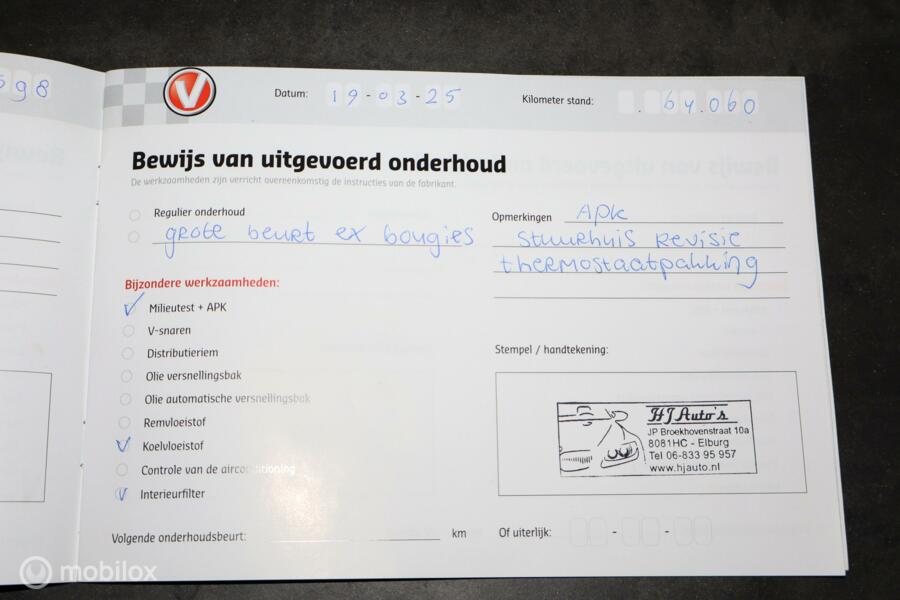 598
V
Datum: 19-03-25
Kilometer stand: . 64.060
Bewijs van uitgevoerd onderhoud
De werkzaamheden zijn verricht overeenkomstig de instructies van de fabrikant.
Regulier onderhoud
grote beurt ex bougies
Opmerkingen APK
stuurhuis revisie
thermostaatpakking
Bijzondere werkzaamheden:
Milieutest + APK
V-snaren
Distributieriem
Olie versnellingsbak
Olie automatische versnellingsbak
Remvloeistof
Koelvloeistof
Controle van de airconditioning
Interieurfilter
Stempel / handtekening:
HJ Auto's
JP Broekhovenstraat 10a
8081HC - Elburg
Tel 06-833 95 957
www.hjauto.nl
Volgende onderhoudsbeurt: km
Of uiterlijk: - -
mobilox